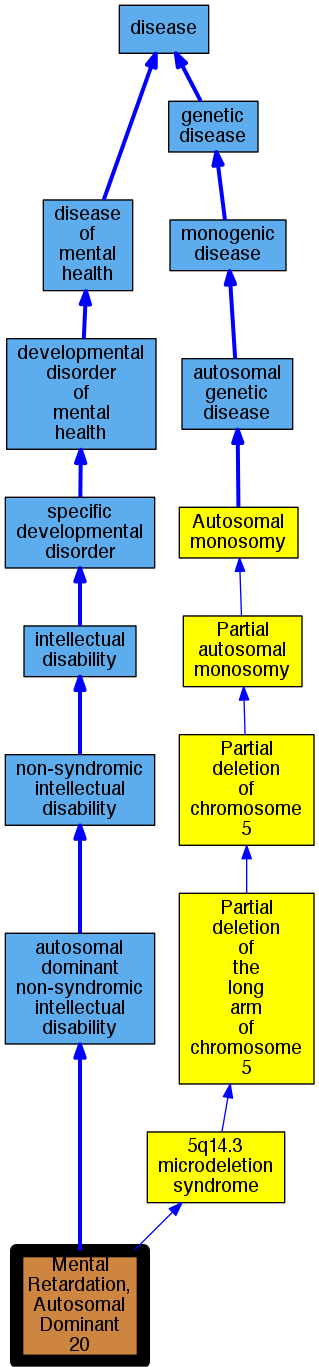 disease
genetic
disease
disease
of
mental
health
monogenic
disease
developmental
disorder
of
mental
health
autosomal
genetic
disease
specific
developmental
disorder
Autosomal
monosomy
intellectual
disability
Partial
autosomal
monosomy
non-syndromic
intellectual
disability
Partial
deletion
of
chromosome
5
autosomal
dominant
non-syndromic
intellectual
disability
Partial
deletion
of
the
long
arm
of
chromosome
5
5q14.3
microdeletion
syndrome
Mental
Retardation,
Autosomal
Dominant
20